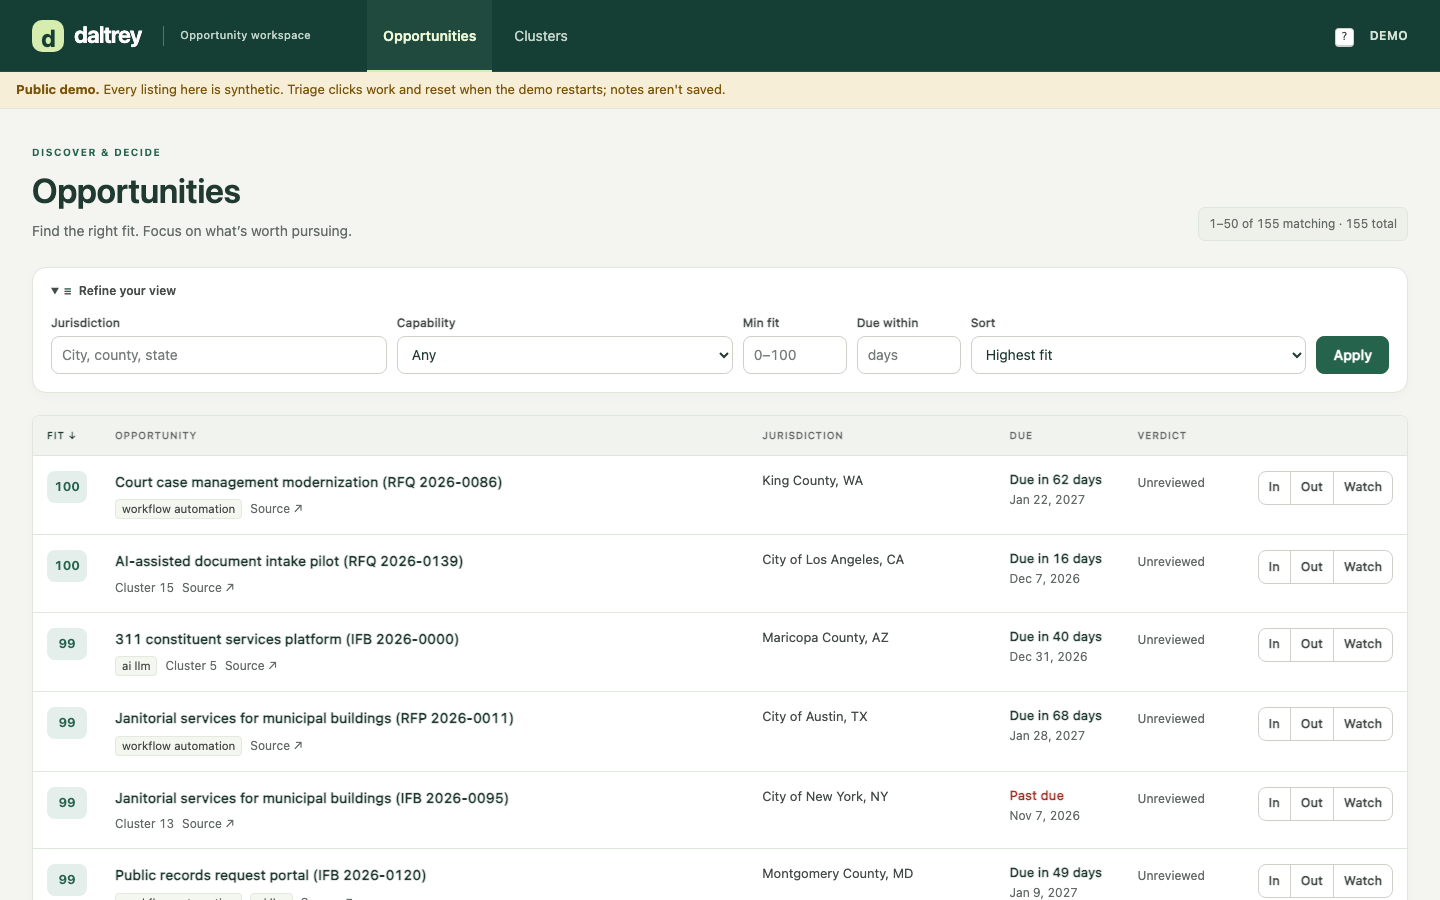 d daltrey Opportunity workspace Opportunities Clusters ? DEMO
Public demo. Every listing here is synthetic. Triage clicks work and reset when the demo restarts; notes aren't saved.
DISCOVER & DECIDE
Opportunities
Find the right fit. Focus on what's worth pursuing.
1–50 of 155 matching · 155 total
▼ ≡ Refine your view
Jurisdiction Capability Min fit Due within Sort
City, county, state Any 0–100 days Highest fit Apply
FIT ↓ OPPORTUNITY JURISDICTION DUE VERDICT
100 Court case management modernization (RFQ 2026-0086) King County, WA Due in 62 days Unreviewed In Out Watch
workflow automation Source ↗ Jan 22, 2027
100 AI-assisted document intake pilot (RFQ 2026-0139) City of Los Angeles, CA Due in 16 days Unreviewed In Out Watch
Cluster 15 Source ↗ Dec 7, 2026
99 311 constituent services platform (IFB 2026-0000) Maricopa County, AZ Due in 40 days Unreviewed In Out Watch
ai llm Cluster 5 Source ↗ Dec 31, 2026
99 Janitorial services for municipal buildings (RFP 2026-0011) City of Austin, TX Due in 68 days Unreviewed In Out Watch
workflow automation Source ↗ Jan 28, 2027
99 Janitorial services for municipal buildings (IFB 2026-0095) City of New York, NY Past due Unreviewed In Out Watch
Cluster 13 Source ↗ Nov 7, 2026
99 Public records request portal (IFB 2026-0120) Montgomery County, MD Due in 49 days Unreviewed In Out Watch
Jan 9, 2027